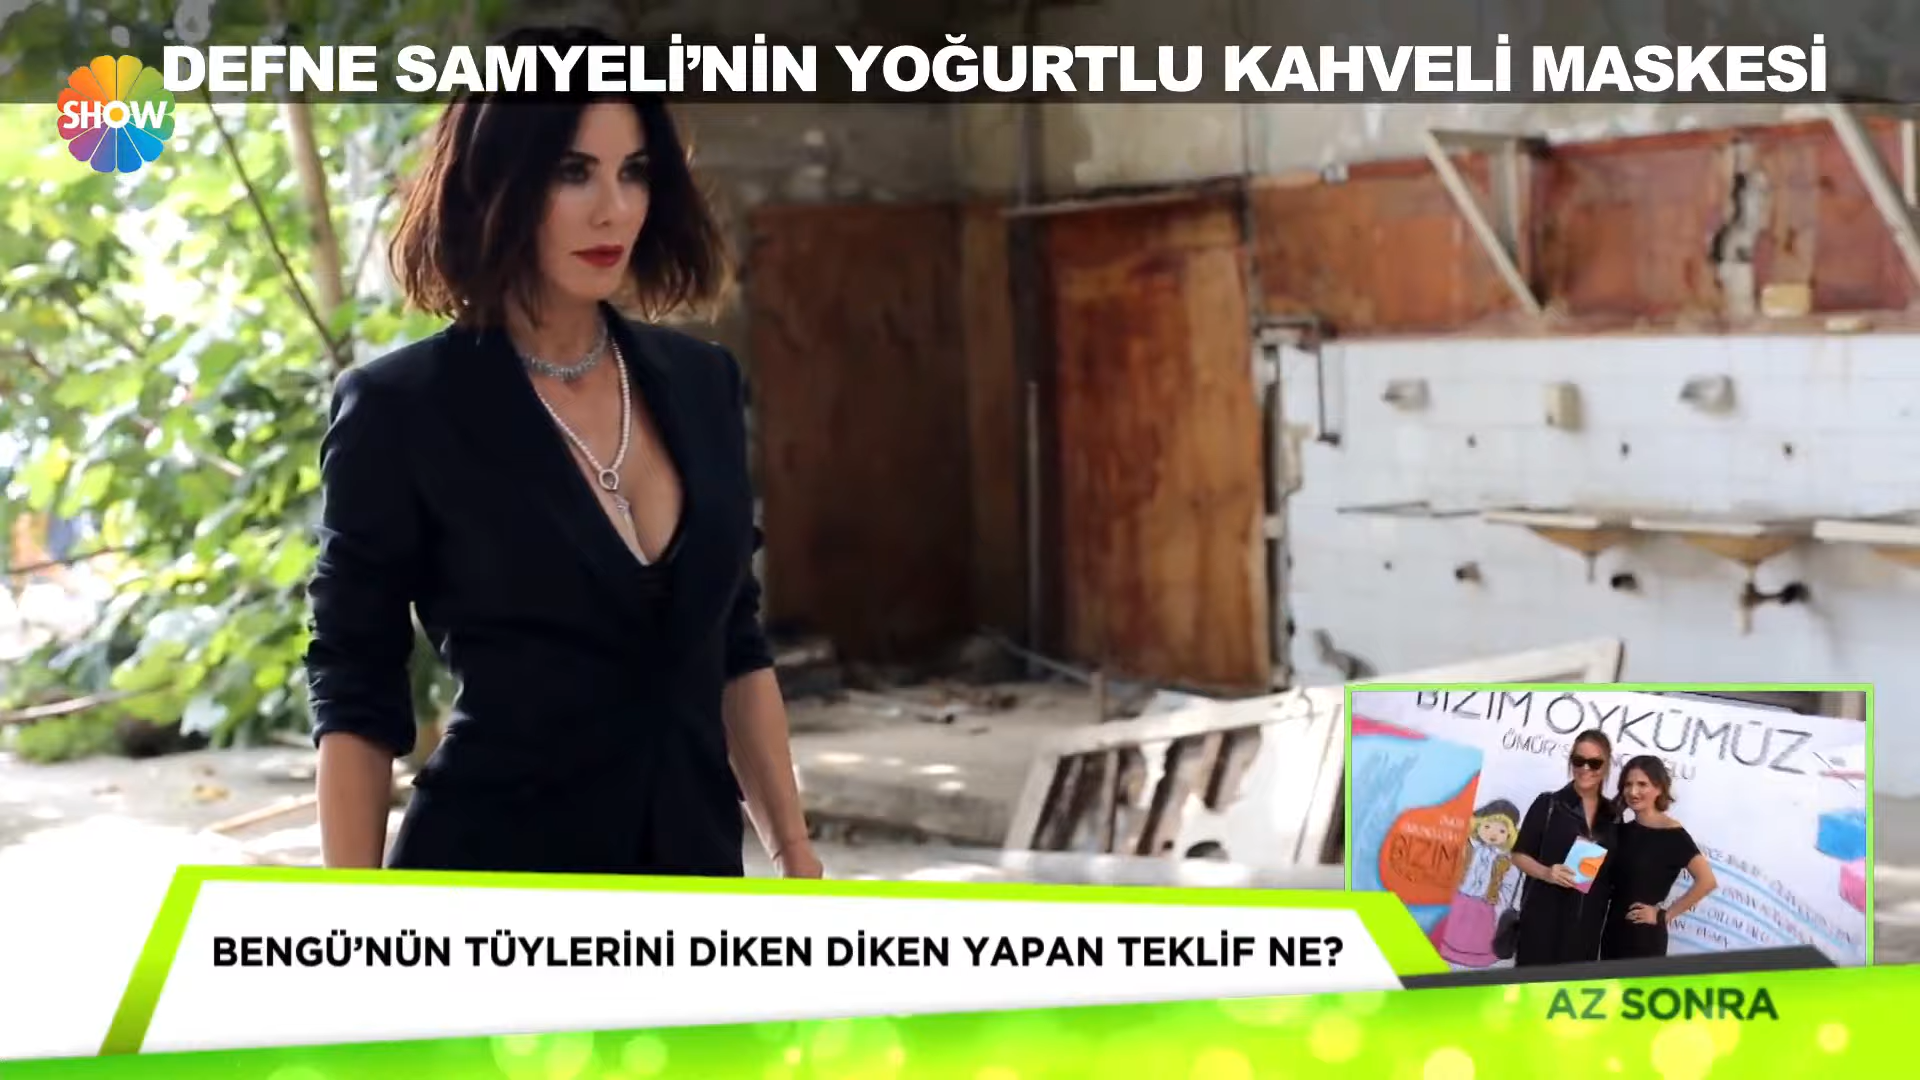 DEFNE SAMYELİ’NİN YOĞURTLU KAHVELİ MASKESİ
SHOW
BİZİM ÖYKÜMÜZ
BİZİM
BENGÜ’NÜN TÜYLERİNİ DİKEN DİKEN YAPAN TEKLİF NE?
AZ SONRA